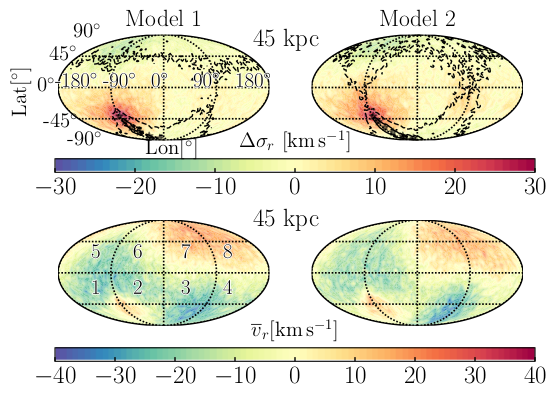 Model 1 Model 2
90°
45 kpc
45°
Lat[°]
0° -180° -90° 0° 90° 180°
-45°
-90°
Lon[°]
Δσᵣ [km s⁻¹]
−30 −20 −10 0 10 20 30
45 kpc
5 6 7 8
1 2 3 4
v̅ᵣ[km s⁻¹]
−40 −30 −20 −10 0 10 20 30 40